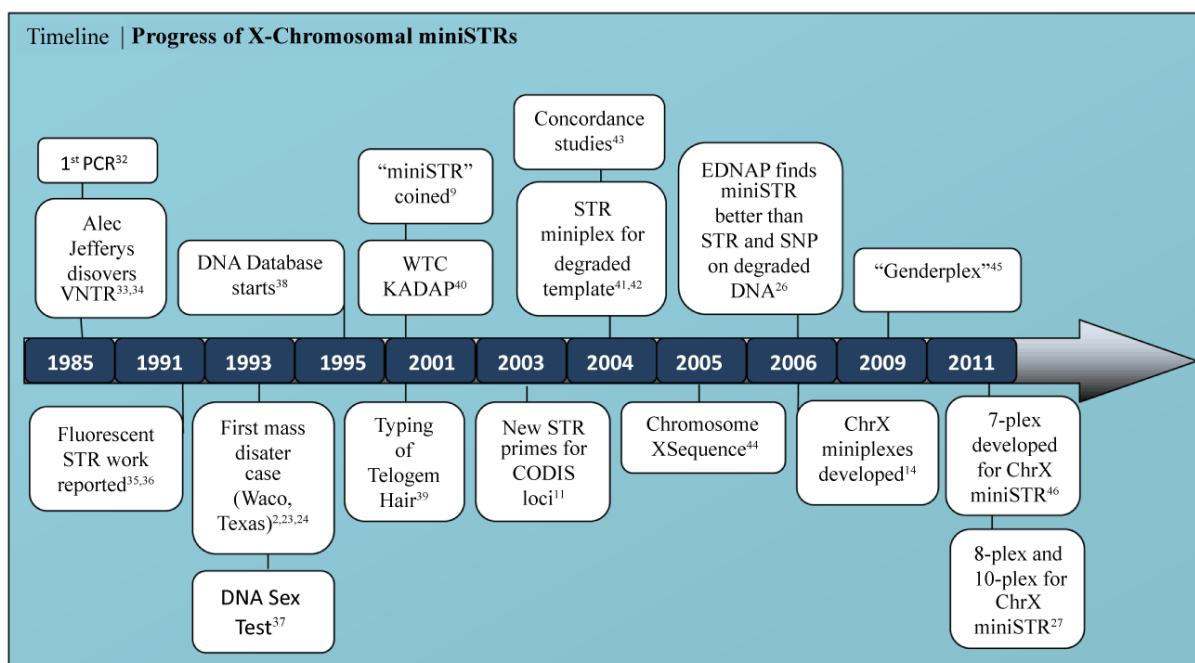 Timeline | Progress of X-Chromosomal miniSTRs
1st PCR32
Alec
Jefferys
disovers
VNTR33,34
DNA Database
starts38
“miniSTR”
coined9
WTC
KADAP40
Concordance
studies43
STR
miniplex for
degraded
template41,42
EDNAP finds
miniSTR
better than
STR and SNP
on degraded
DNA26
“Genderplex”45
1985 1991 1993 1995 2001 2003 2004 2005 2006 2009 2011
Fluorescent
STR work
reported35,36
First mass
disater
case
(Waco,
Texas)2,23,24
DNA Sex
Test37
Typing
of
Telogem
Hair39
New STR
primes for
CODIS
loci11
Chromosome
XSequence44
ChrX
miniplexes
developed14
7-plex
developed
for ChrX
miniSTR46
8-plex and
10-plex for
ChrX
miniSTR27